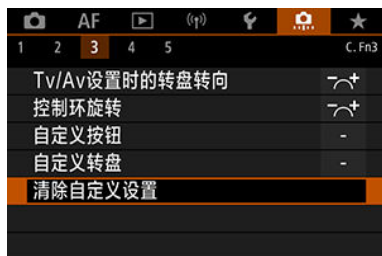 AF
1 2 3 4 5 C.Fn3
Tv/Av设置时的转盘转向 -+
控制环旋转 -+
自定义按钮 -
自定义转盘 -
清除自定义设置